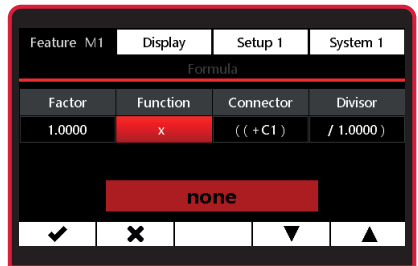 Feature M1 Display Setup 1 System 1
Formula
Factor Function Connector Divisor
1.0000 x ( ( + C1 ) / 1.0000 )
none